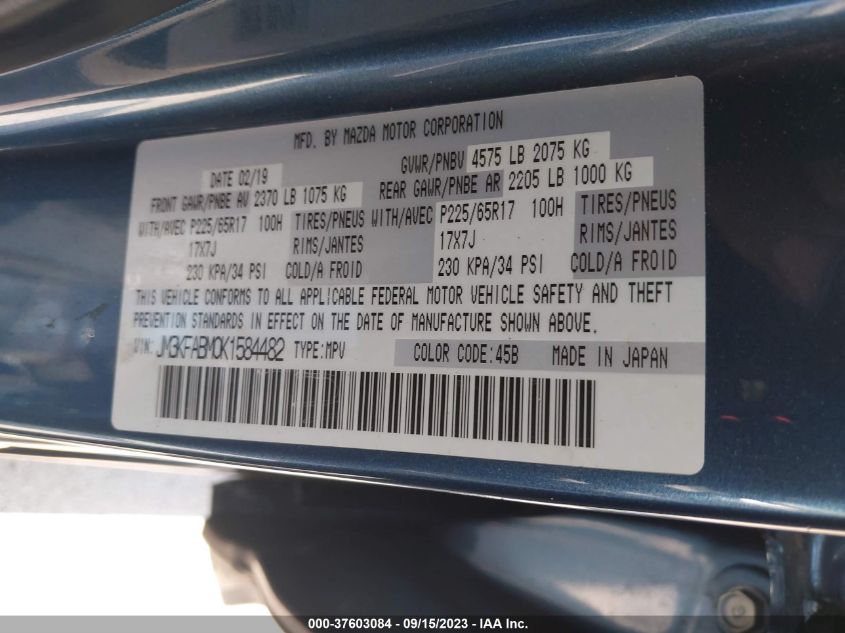 MFD. BY MAZDA MOTOR CORPORATION
DATE 02/19 GVWR/PNBV 4575 LB 2075 KG
FRONT GAWR/PNBE AV 2370 LB 1075 KG REAR GAWR/PNBE AR 2205 LB 1000 KG
WITH/AVEC P225/65R17 100H TIRES/PNEUS WITH/AVEC P225/65R17 100H TIRES/PNEUS
17X7J RIMS/JANTES 17X7J RIMS/JANTES
230 KPA/34 PSI COLD/A FROID 230 KPA/34 PSI COLD/A FROID
THIS VEHICLE CONFORMS TO ALL APPLICABLE FEDERAL MOTOR VEHICLE SAFETY AND THEFT
PREVENTION STANDARDS IN EFFECT ON THE DATE OF MANUFACTURE SHOWN ABOVE.
VIN: JM3KFABM0K1584482 TYPE:MPV COLOR CODE:45B MADE IN JAPAN
000-37603084 - 09/15/2023 - IAA Inc.